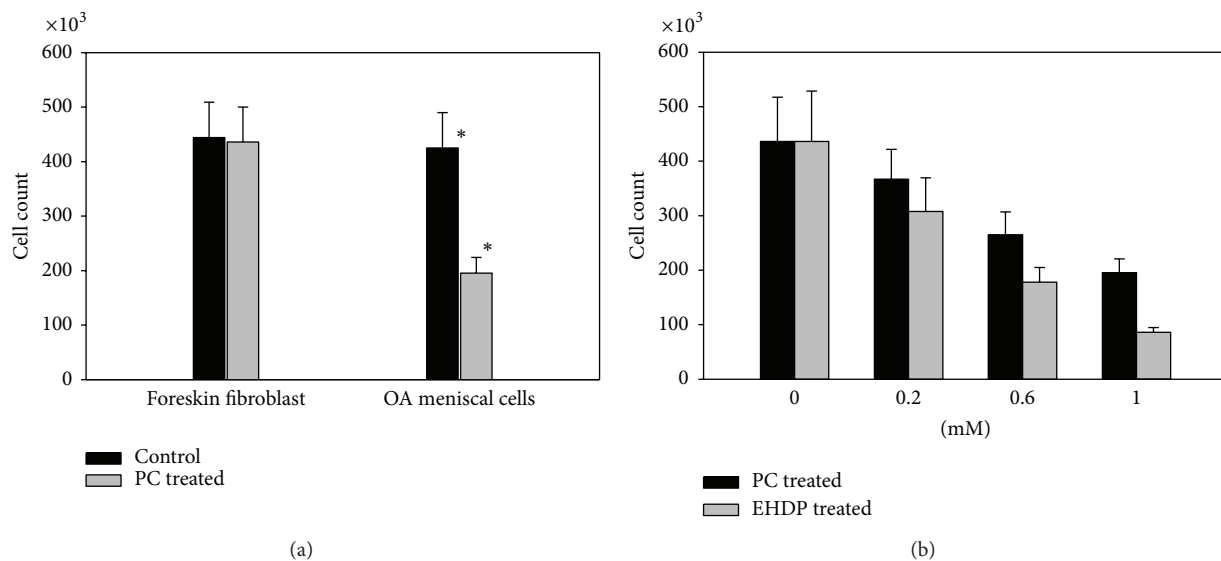 ×10³
600
500
400
300
200
100
0
Cell count
*
*
Foreskin fibroblast
OA meniscal cells
Control
PC treated
(a)
×10³
600
500
400
300
200
100
0
Cell count
0
0.2
0.6
1
(mM)
PC treated
EHDP treated
(b)